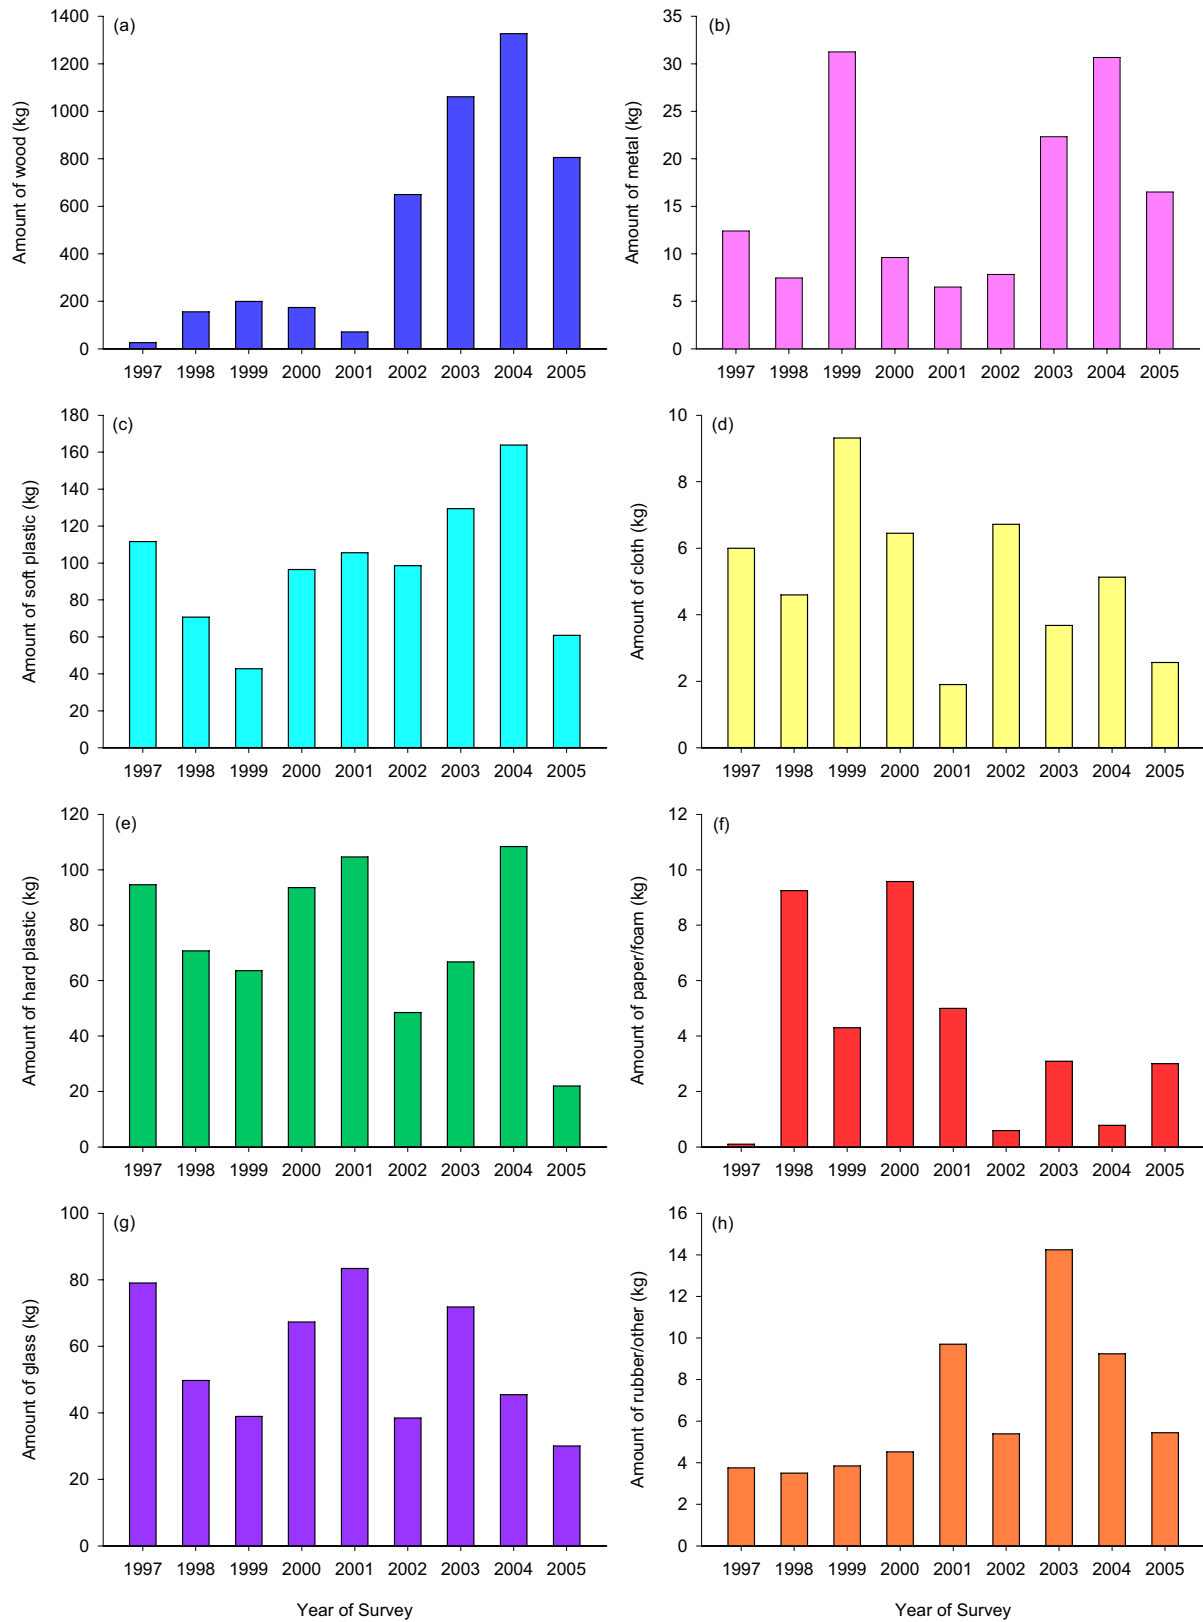 (a)
Amount of wood (kg)
1400
1200
1000
800
600
400
200
0
1997 1998 1999 2000 2001 2002 2003 2004 2005
(b)
Amount of metal (kg)
35
30
25
20
15
10
5
0
1997 1998 1999 2000 2001 2002 2003 2004 2005
(c)
Amount of soft plastic (kg)
180
160
140
120
100
80
60
40
20
0
1997 1998 1999 2000 2001 2002 2003 2004 2005
(d)
Amount of cloth (kg)
10
8
6
4
2
0
1997 1998 1999 2000 2001 2002 2003 2004 2005
(e)
Amount of hard plastic (kg)
120
100
80
60
40
20
0
1997 1998 1999 2000 2001 2002 2003 2004 2005
(f)
Amount of paper/foam (kg)
12
10
8
6
4
2
0
1997 1998 1999 2000 2001 2002 2003 2004 2005
(g)
Amount of glass (kg)
100
80
60
40
20
0
1997 1998 1999 2000 2001 2002 2003 2004 2005
Year of Survey
(h)
Amount of rubber/other (kg)
16
14
12
10
8
6
4
2
0
1997 1998 1999 2000 2001 2002 2003 2004 2005
Year of Survey